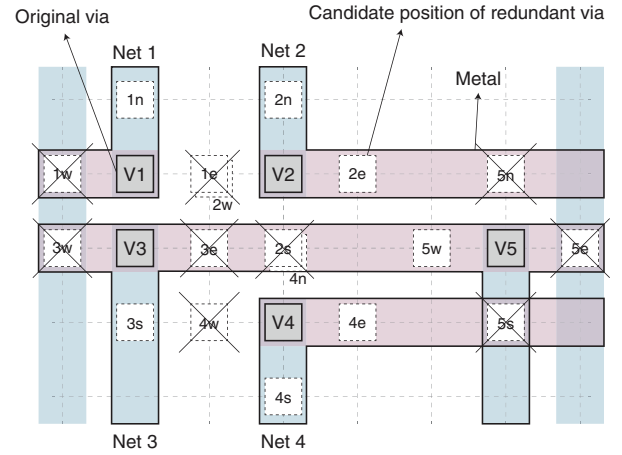 Original via
Candidate position of redundant via
Net 1
Net 2
Metal
1n
2n
1w
V1
1e
2w
V2
2e
5n
3w
V3
3e
2s
4n
5w
V5
5e
3s
4w
V4
4e
5s
4s
Net 3
Net 4